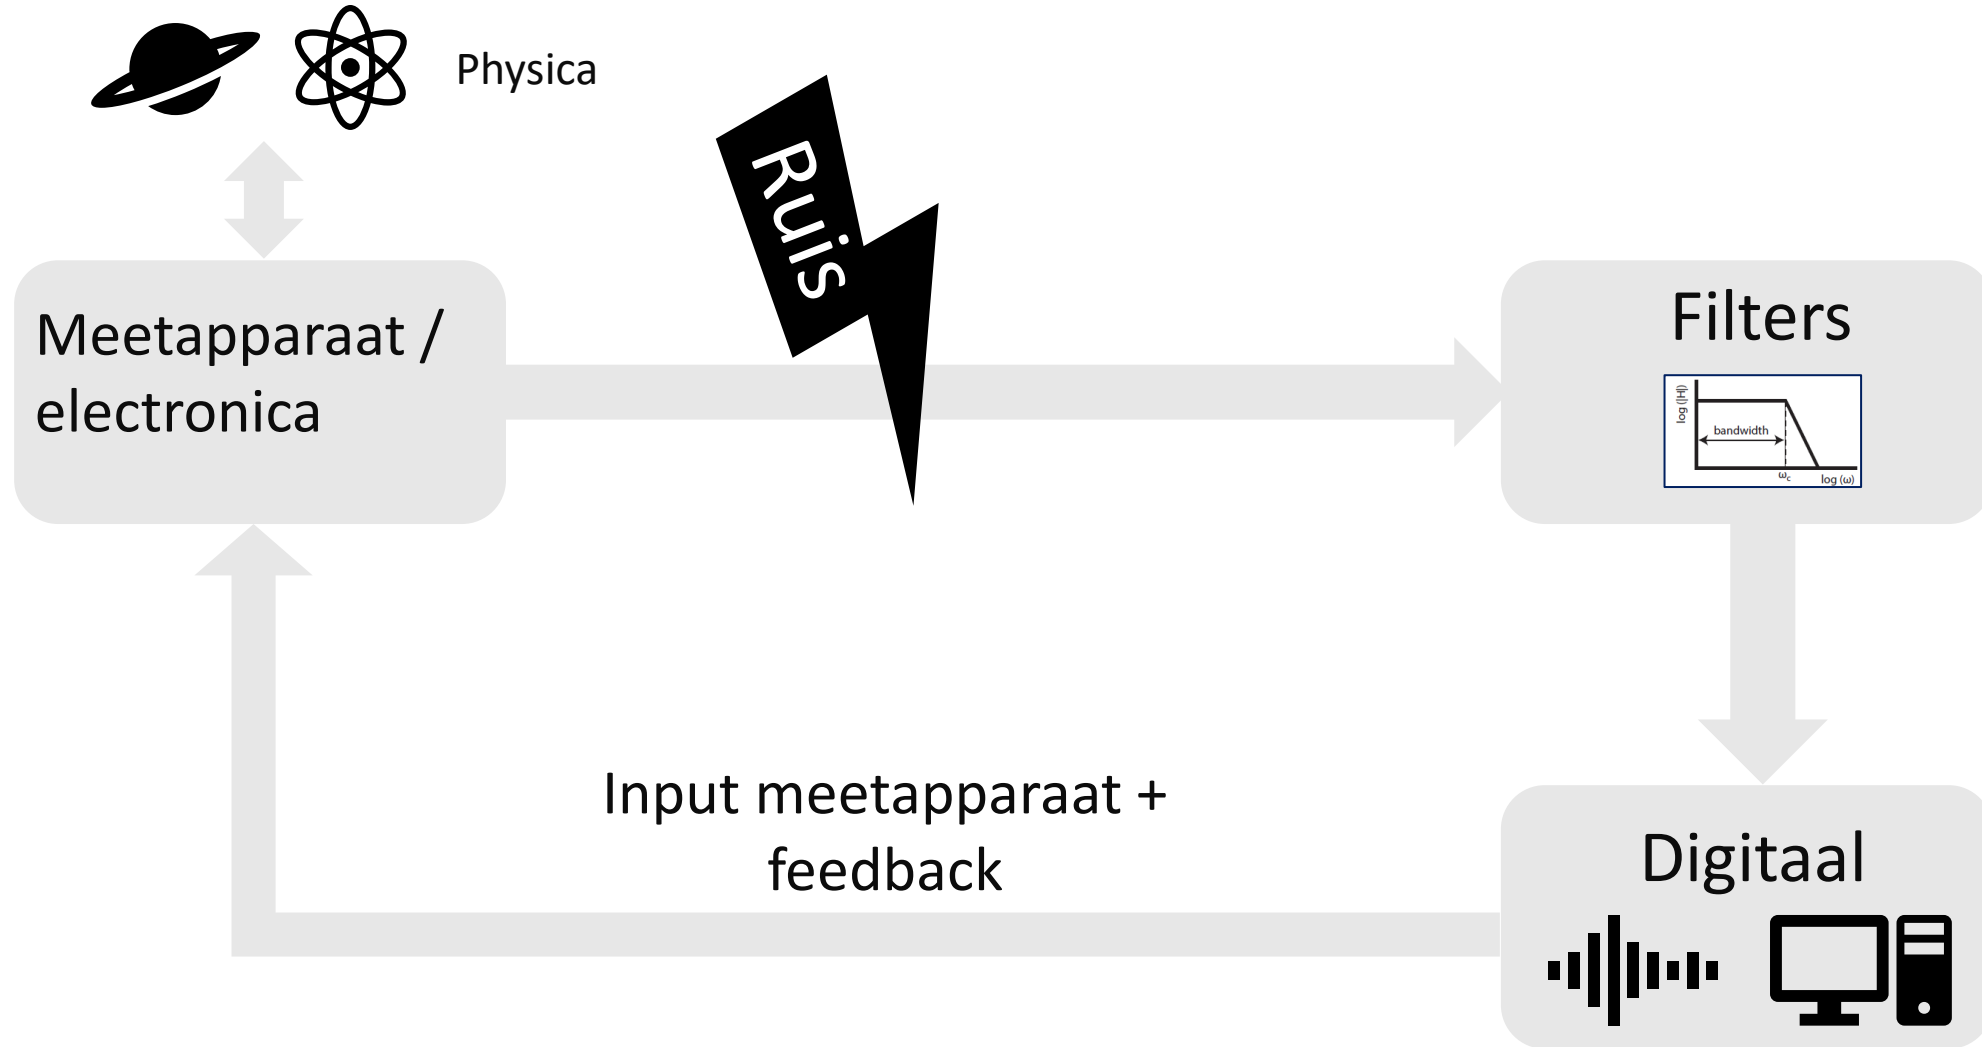 Physica
Ruis
Meetapparaat /
electronica
Filters
log (|H|)
bandwidth
ωc
log (ω)
Input meetapparaat +
feedback
Digitaal